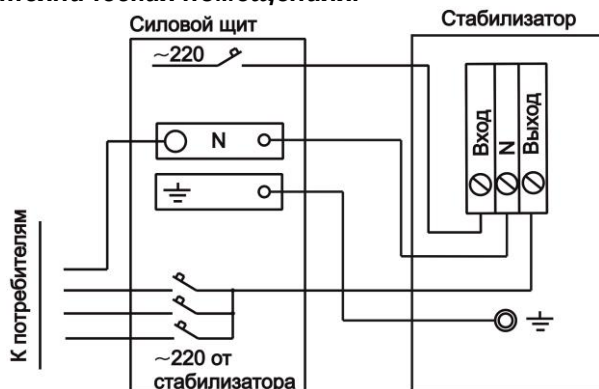 Силовой щит
Стабилизатор
~220
N
Вход
N
Выход
К потребителям
~220 от
стабилизатора